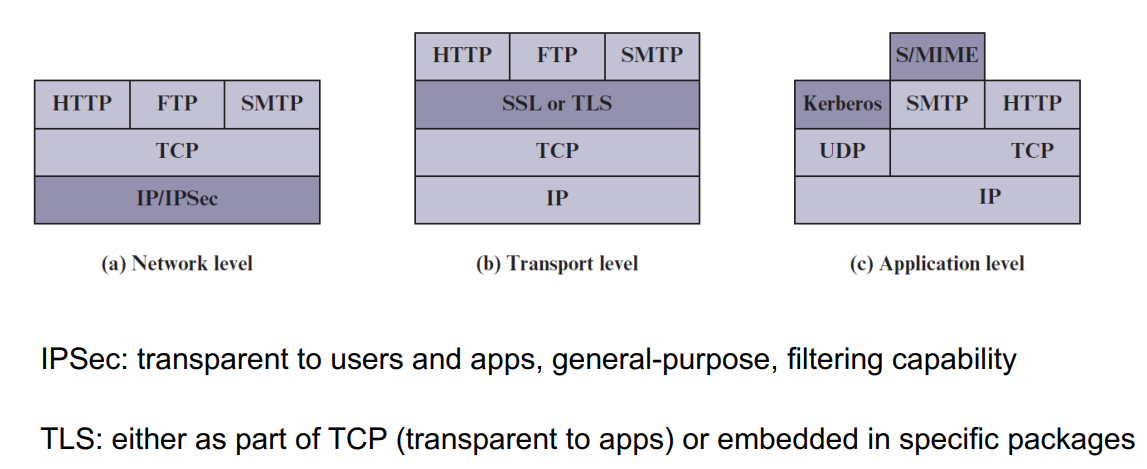 HTTP FTP SMTP
TCP
IP/IPSec
(a) Network level
HTTP FTP SMTP
SSL or TLS
TCP
IP
(b) Transport level
S/MIME
Kerberos SMTP HTTP
UDP TCP
IP
(c) Application level
IPSec: transparent to users and apps, general-purpose, filtering capability
TLS: either as part of TCP (transparent to apps) or embedded in specific packages